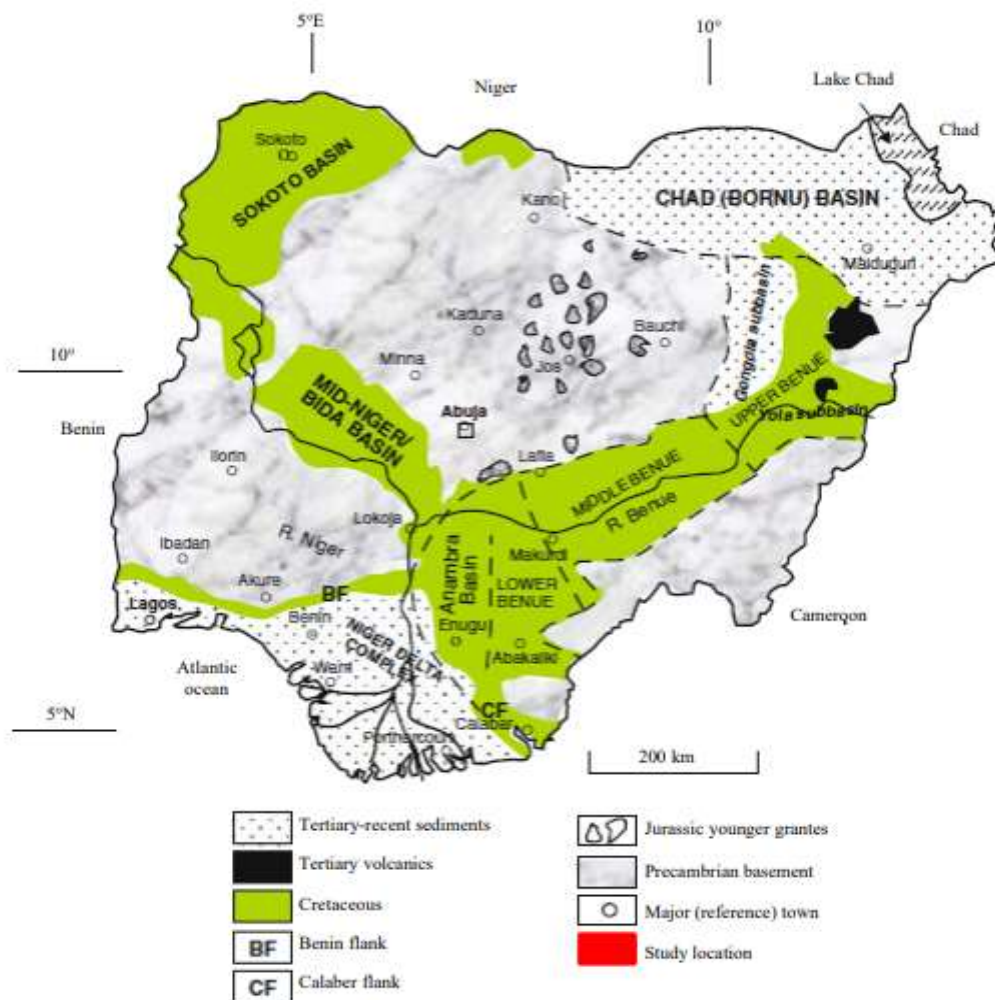 5°E
10°
Lake Chad
Niger
Chad
Sokoto
SOKOTO BASIN
Kano
CHAD (BORNU) BASIN
Maiduguri
Kaduna
Bauchi
Gongola subbasin
10°
Minna
Jos
UPPER BENUE
Yola subbasin
MID-NIGER/
BIDA BASIN
Abuja
Benin
Ilorin
Lafia
MIDDLE BENUE
R. Benue
Lokoja
R. Niger
Ibadan
Makurdi
Akure
BF
Anambra
Basin
LOWER
BENUE
Lagos
Benin
Enugu
Cameroon
NIGER DELTA
COMPLEX
Abakaliki
Atlantic
ocean
Warri
5°N
CF
Calabar
Portharcourt
200 km
Tertiary-recent sediments
Tertiary volcanics
Cretaceous
BF
Benin flank
CF
Calaber flank
Jurassic younger grantes
Precambrian basement
Major (reference) town
Study location